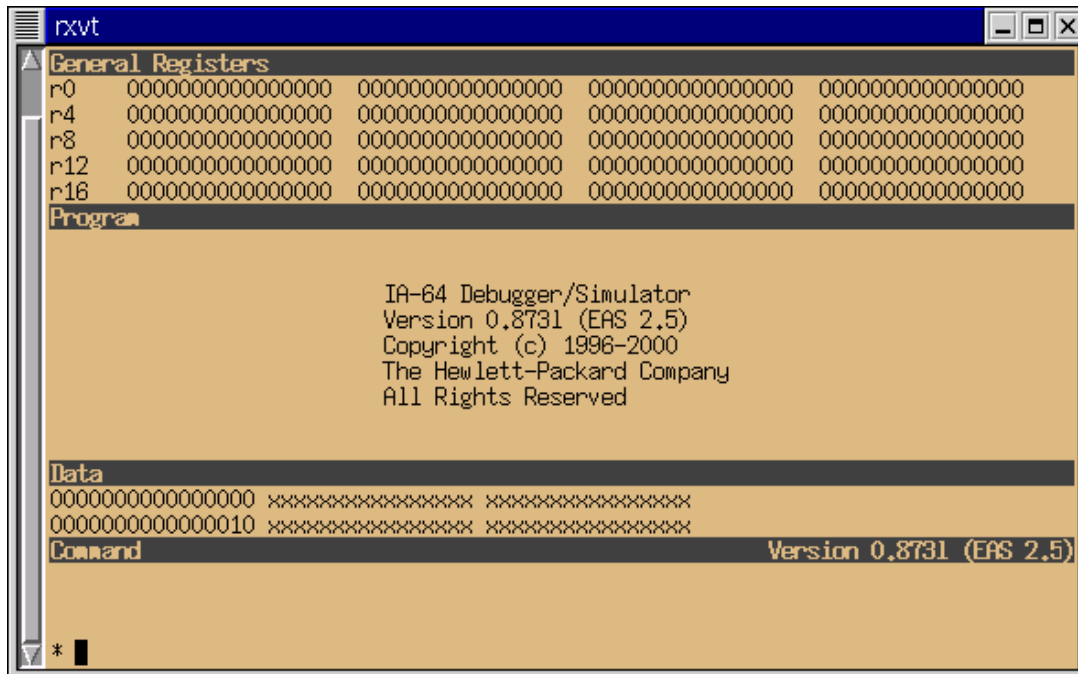 rxvt
General Registers
r0 0000000000000000 0000000000000000 0000000000000000 0000000000000000
r4 0000000000000000 0000000000000000 0000000000000000 0000000000000000
r8 0000000000000000 0000000000000000 0000000000000000 0000000000000000
r12 0000000000000000 0000000000000000 0000000000000000 0000000000000000
r16 0000000000000000 0000000000000000 0000000000000000 0000000000000000
Program
IA-64 Debugger/Simulator
Version 0.873l (EAS 2.5)
Copyright (c) 1996-2000
The Hewlett-Packard Company
All Rights Reserved
Data
0000000000000000 xxxxxxxxxxxxxxxx xxxxxxxxxxxxxxxx
0000000000000010 xxxxxxxxxxxxxxxx xxxxxxxxxxxxxxxx
Command Version 0.873l (EAS 2.5)
*